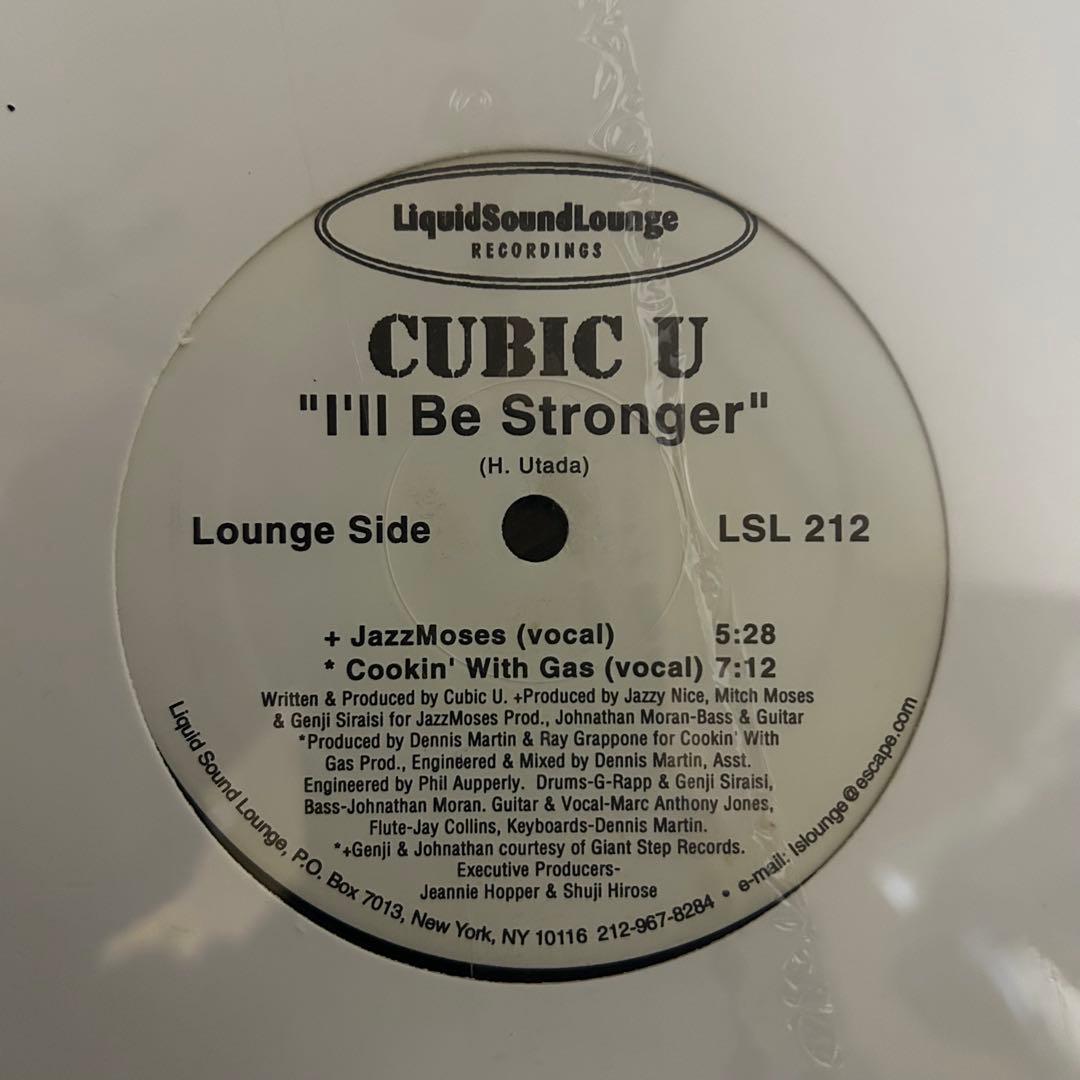 LiquidSoundLounge
RECORDINGS
CUBIC U
"I'll Be Stronger"
(H. Utada)
Lounge Side LSL 212
+ JazzMoses (vocal) 5:28
* Cookin' With Gas (vocal) 7:12
Written & Produced by Cubic U. +Produced by Jazzy Nice, Mitch Moses
& Genji Siraisi for JazzMoses Prod., Johnathan Moran-Bass & Guitar
*Produced by Dennis Martin & Ray Grappone for Cookin' With
Gas Prod., Engineered & Mixed by Dennis Martin, Asst.
Engineered by Phil Aupperly. Drums-G-Rapp & Genji Siraisi,
Bass-Johnathan Moran. Guitar & Vocal-Marc Anthony Jones,
Flute-Jay Collins, Keyboards-Dennis Martin.
*+Genji & Johnathan courtesy of Giant Step Records.
Executive Producers-
Jeannie Hopper & Shuji Hirose
Liquid Sound Lounge, P.O. Box 7013, New York, NY 10116 212-967-8284 • e-mail: lslounge@escape.com